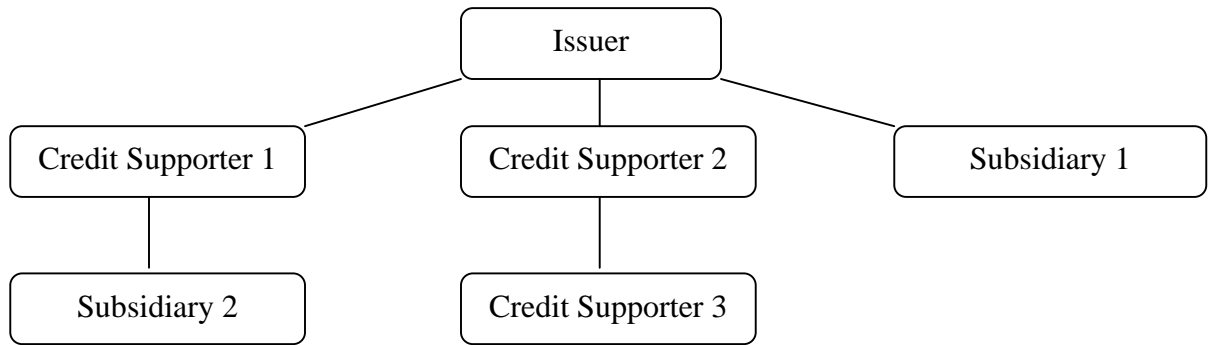 Issuer
Credit Supporter 1
Credit Supporter 2
Subsidiary 1
Subsidiary 2
Credit Supporter 3